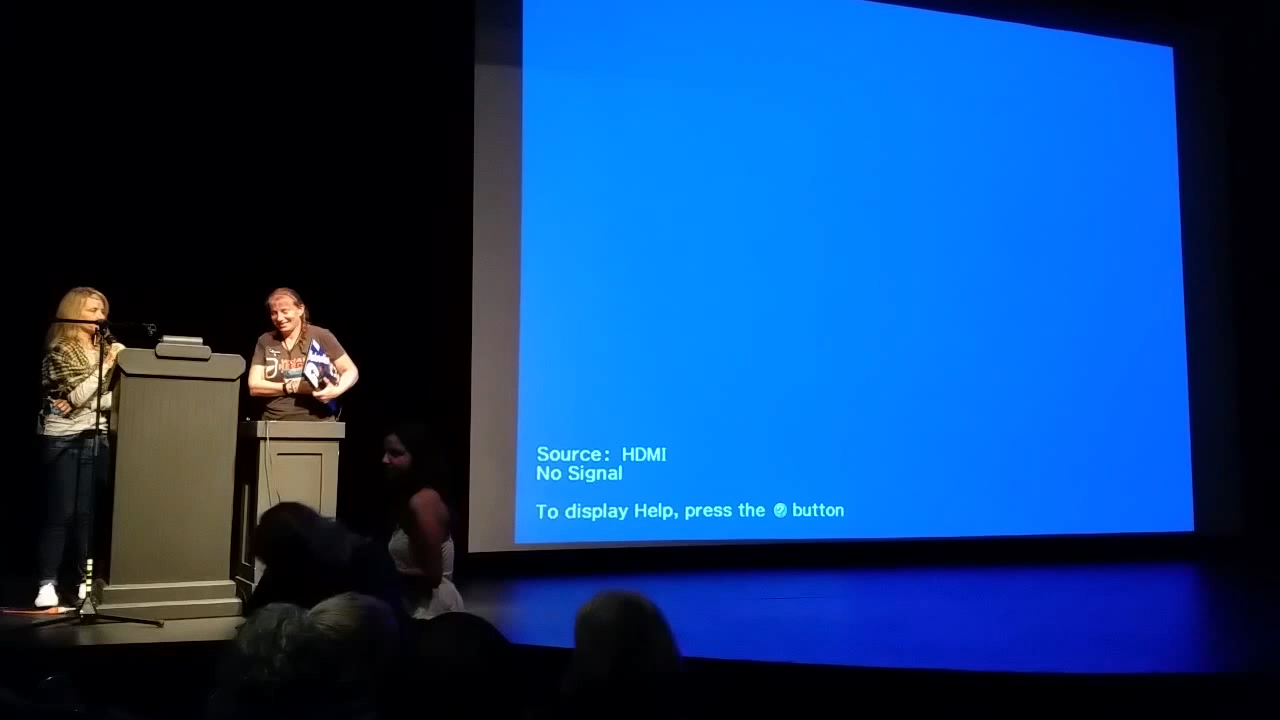 Source: HDMI
No Signal
To display Help, press the ? button